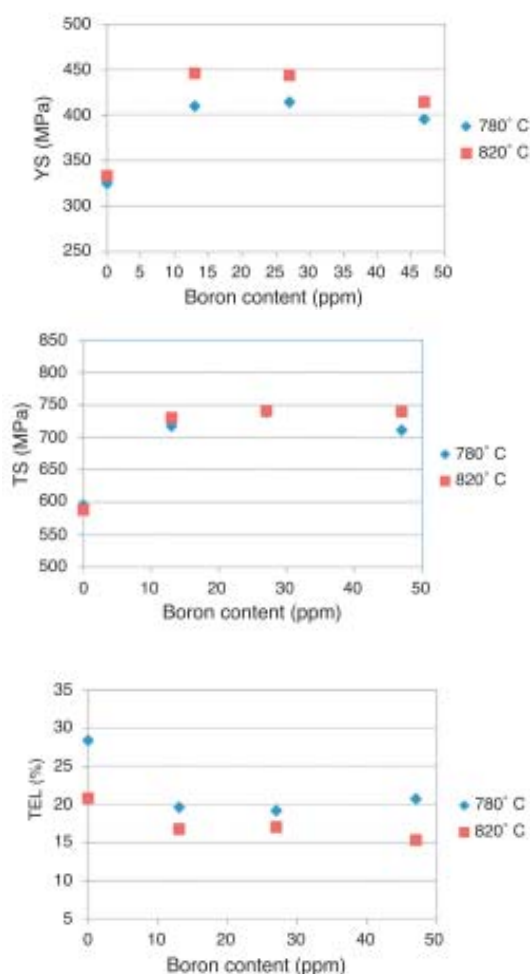 500
450
400
350
300
250
YS (MPa)
0 5 10 15 20 25 30 35 40 45 50
Boron content (ppm)
780° C
820° C
850
800
750
700
650
600
550
500
TS (MPa)
0 10 20 30 40 50
Boron content (ppm)
780° C
820° C
35
30
25
20
15
10
5
TEL (%)
0 10 20 30 40 50
Boron content (ppm)
780° C
820° C